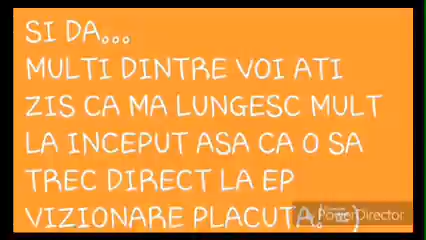 SI DA...
MULTI DINTRE VOI ATI
ZIS CA MA LUNGESC MULT
LA INCEPUT ASA CA O SA
TREC DIRECT LA EP
VIZIONARE PLACUTA
PowerDirector